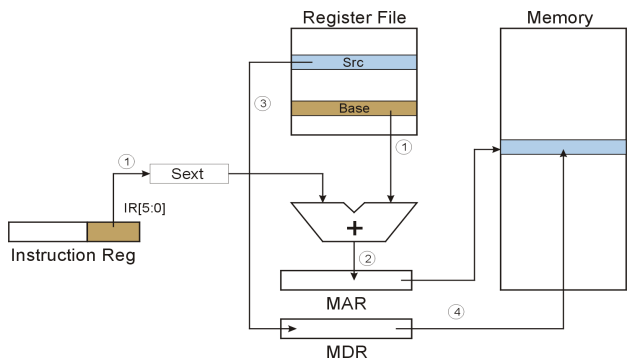 Register File
Memory
Src
③
Base
①
①
Sext
IR[5:0]
+
Instruction Reg
②
MAR
④
MDR